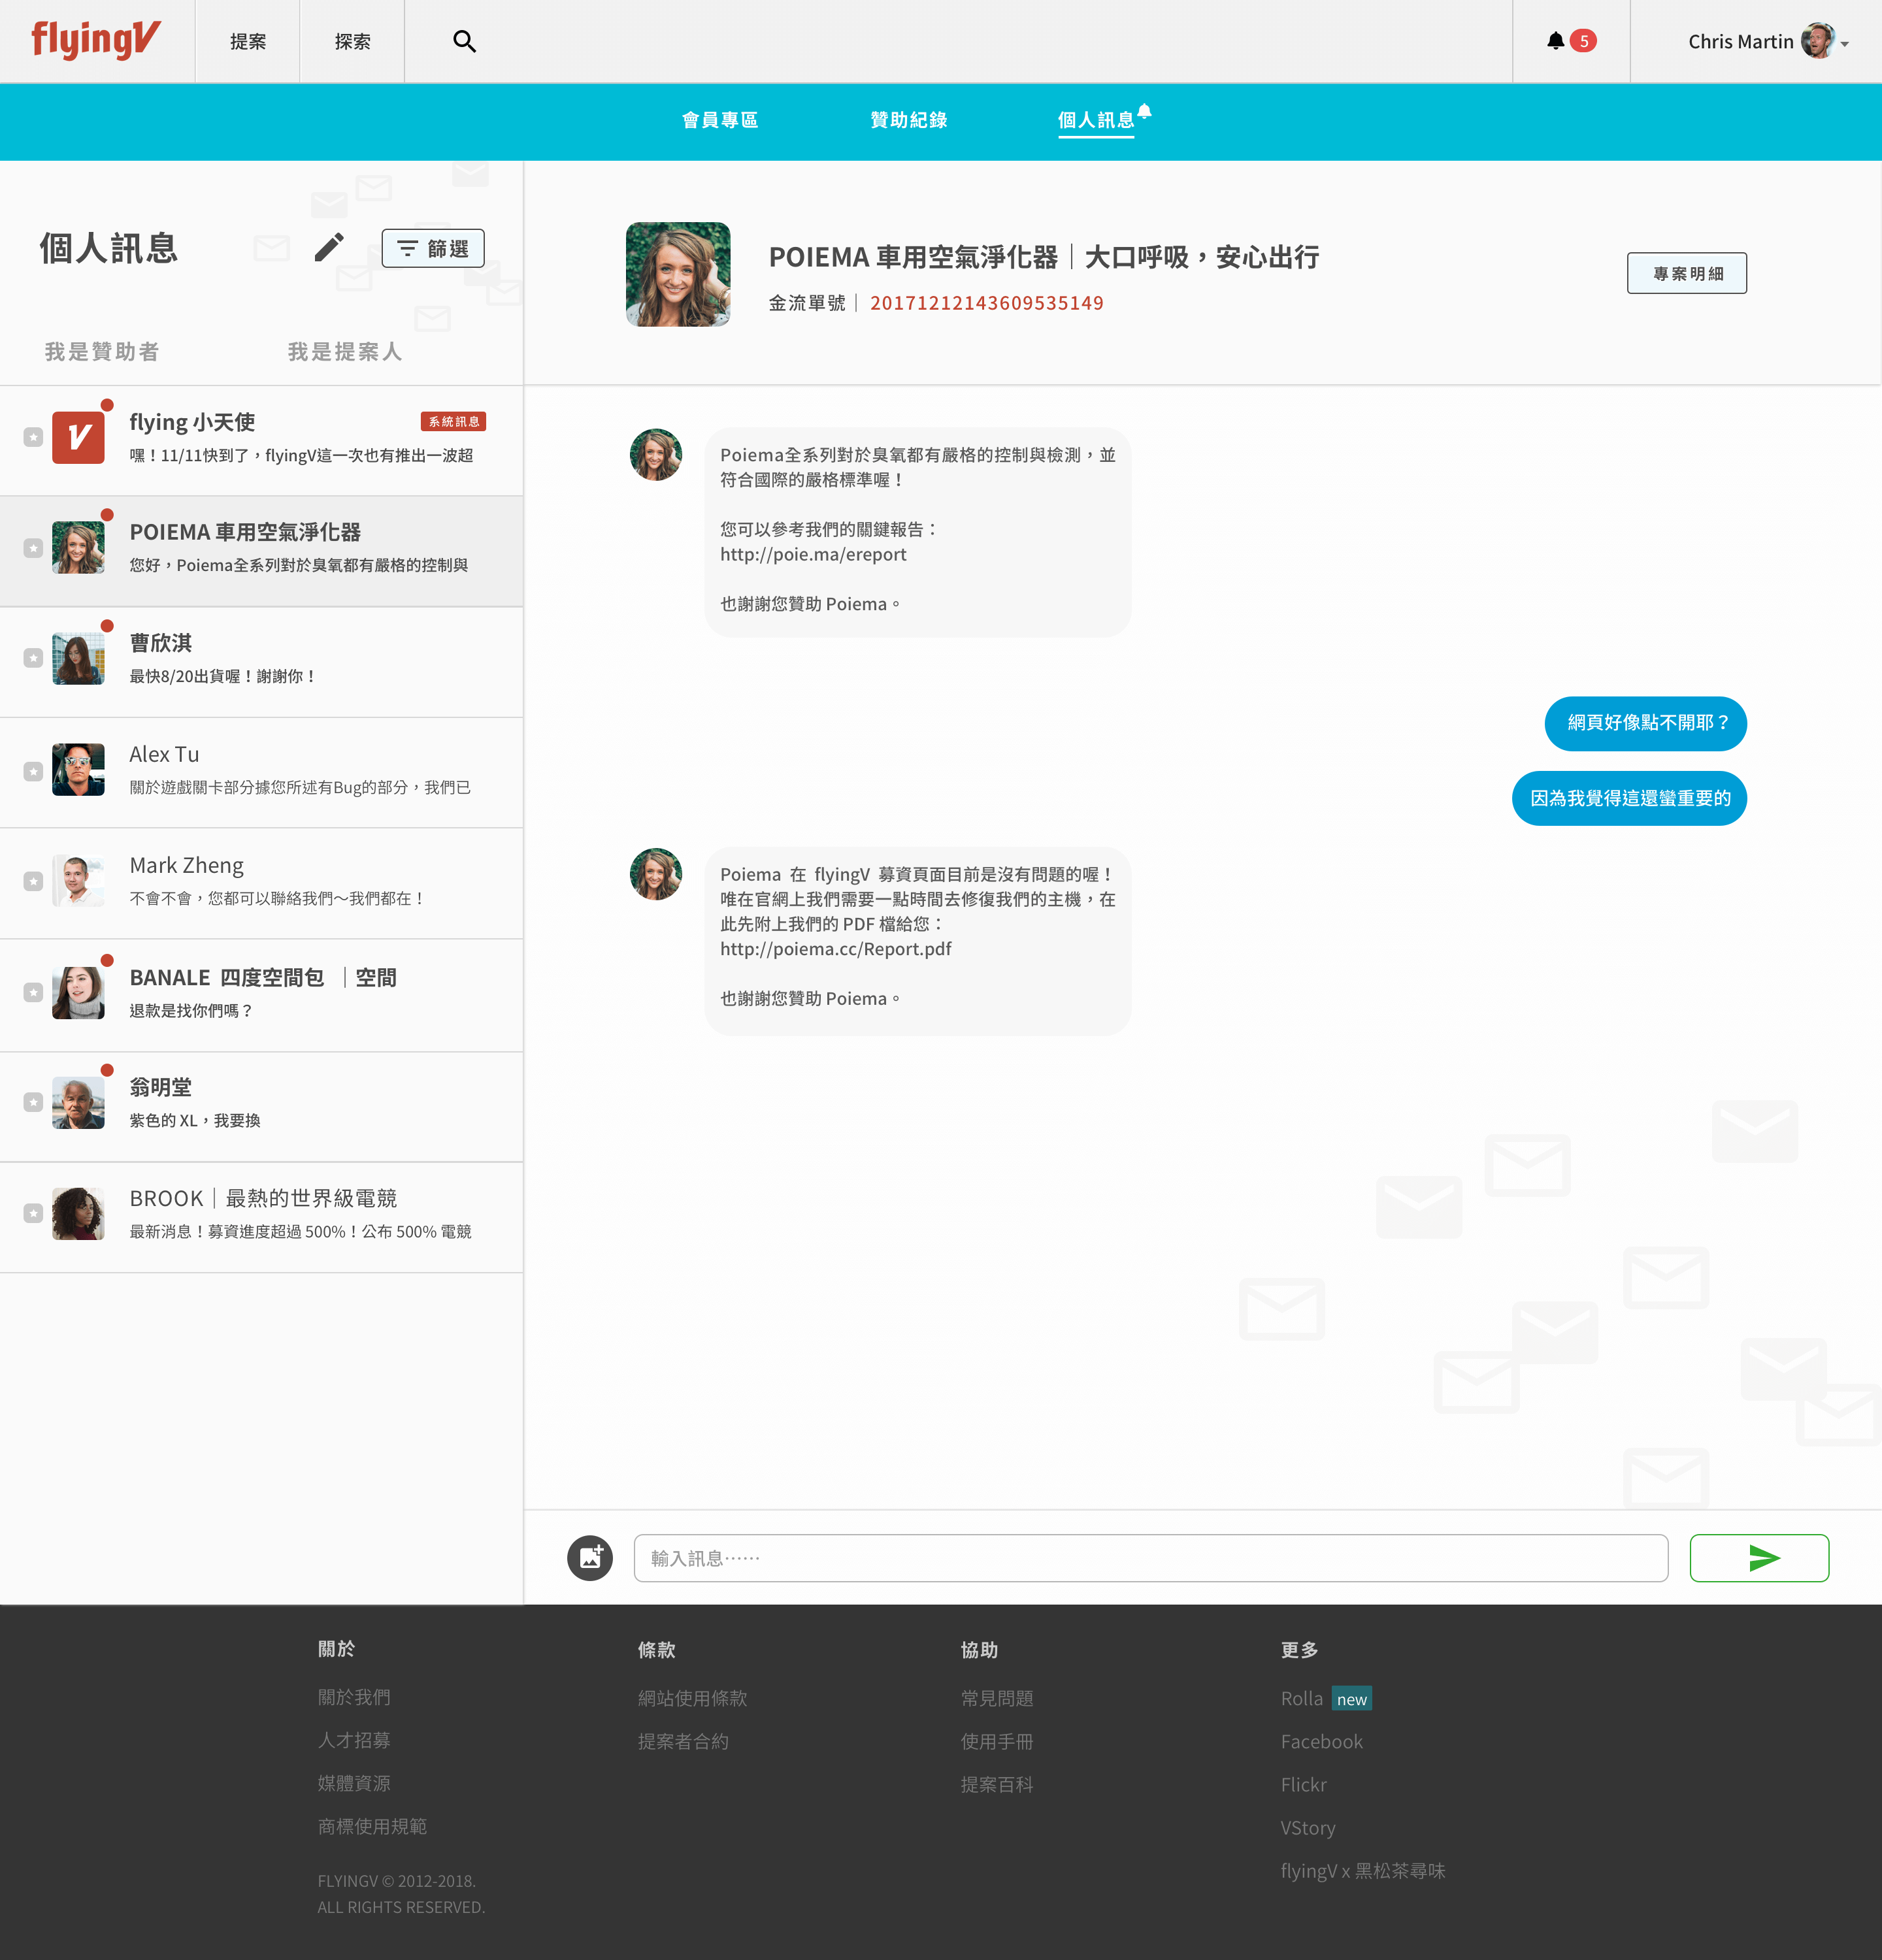 flyingV
提案
探索
5
Chris Martin
會員專區
贊助紀錄
個人訊息
個人訊息
篩選
我是贊助者
我是提案人
flying 小天使
系統訊息
嘿！11/11快到了，flyingV這一次也有推出一波超
POIEMA 車用空氣淨化器
您好，Poiema全系列對於臭氧都有嚴格的控制與
曹欣淇
最快8/20出貨喔！謝謝你！
Alex Tu
關於遊戲關卡部分據您所述有Bug的部分，我們已
Mark Zheng
不會不會，您都可以聯絡我們～我們都在！
BANALE 四度空間包 ｜空間
退款是找你們嗎？
翁明堂
紫色的 XL，我要換
BROOK｜最熱的世界級電競
最新消息！募資進度超過 500%！公布 500% 電競
POIEMA 車用空氣淨化器｜大口呼吸，安心出行
金流單號｜ 20171212143609535149
專案明細
Poiema全系列對於臭氧都有嚴格的控制與檢測，並
符合國際的嚴格標準喔！
您可以參考我們的關鍵報告：
http://poie.ma/ereport
也謝謝您贊助 Poiema。
網頁好像點不開耶？
因為我覺得這還蠻重要的
Poiema 在 flyingV 募資頁面目前是沒有問題的喔！
唯在官網上我們需要一點時間去修復我們的主機，在
此先附上我們的 PDF 檔給您：
http://poiema.cc/Report.pdf
也謝謝您贊助 Poiema。
輸入訊息……
關於
關於我們
人才招募
媒體資源
商標使用規範
FLYINGV © 2012-2018.
ALL RIGHTS RESERVED.
條款
網站使用條款
提案者合約
協助
常見問題
使用手冊
提案百科
更多
Rolla new
Facebook
Flickr
VStory
flyingV x 黑松茶尋味